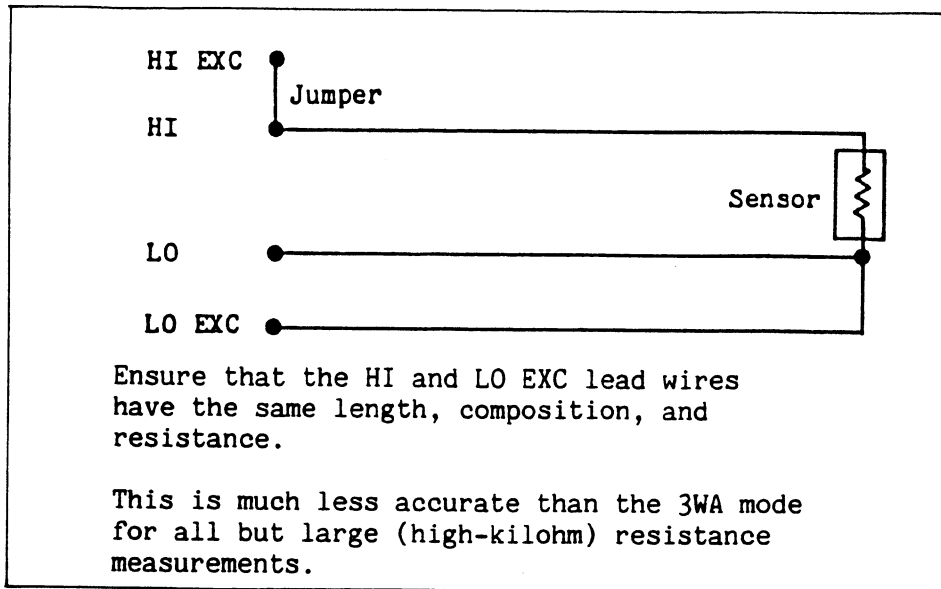 HI EXC
Jumper
HI
Sensor
LO
LO EXC
Ensure that the HI and LO EXC lead wires
have the same length, composition, and
resistance.
This is much less accurate than the 3WA mode
for all but large (high-kilohm) resistance
measurements.